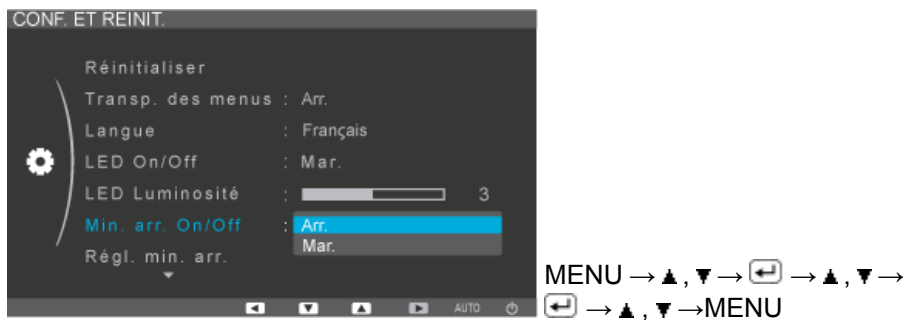 CONF. ET REINIT.
Réinitialiser
Transp. des menus : Arr.
Langue : Français
LED On/Off : Mar.
LED Luminosité : 3
Min. arr. On/Off : Arr.
Mar.
Régl. min. arr.
AUTO
MENU → ▲ , ▼ → ↵ → ▲ , ▼ →
↵ → ▲ , ▼ →MENU